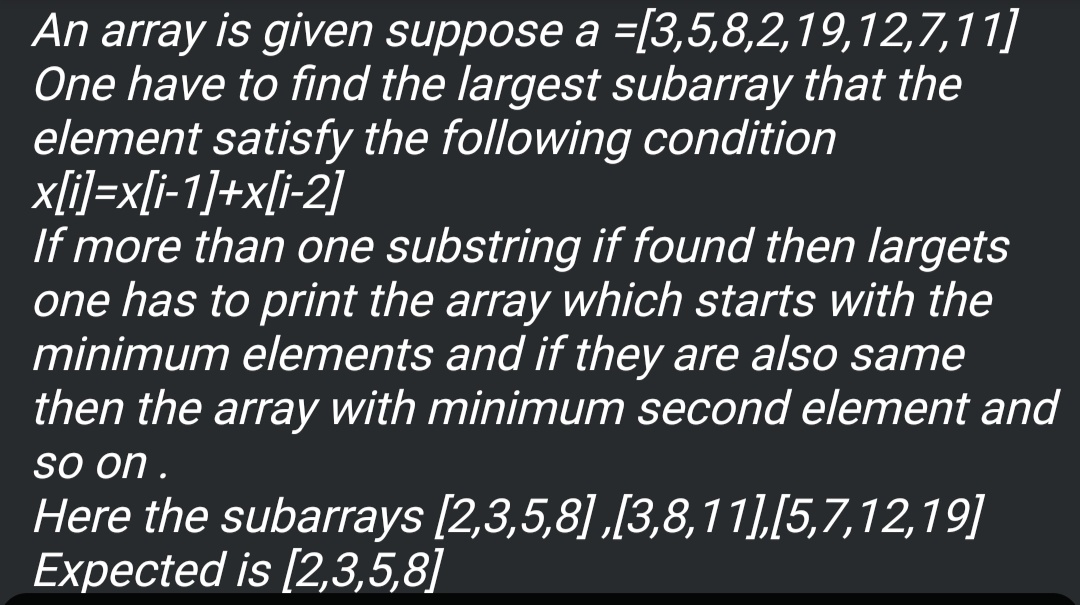 An array is given suppose a =[3,5,8,2,19,12,7,11]
One have to find the largest subarray that the
element satisfy the following condition
x[i]=x[i-1]+x[i-2]
If more than one substring if found then largets
one has to print the array which starts with the
minimum elements and if they are also same
then the array with minimum second element and
so on .
Here the subarrays [2,3,5,8] ,[3,8,11],[5,7,12,19]
Expected is [2,3,5,8]